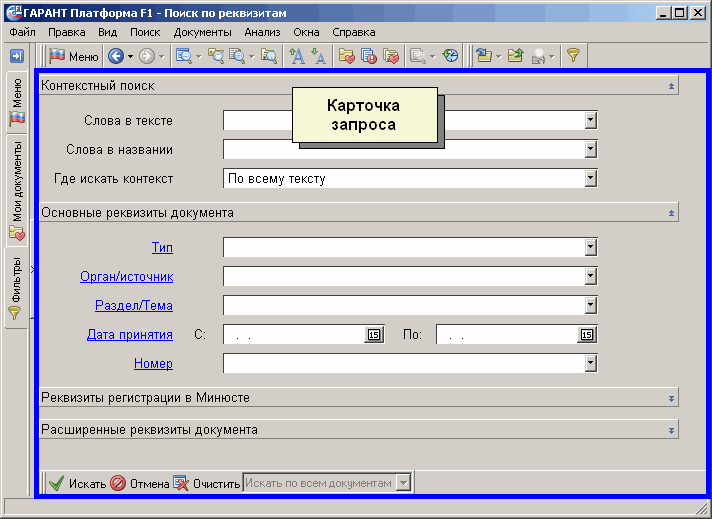 ГАРАНТ Платформа F1 - Поиск по реквизитам
Файл Правка Вид Поиск Документы Анализ Окна Справка
Меню
Меню
Мои документы
Фильтры
Контекстный поиск
Карточка
запроса
Слова в тексте
Слова в названии
Где искать контекст По всему тексту
Основные реквизиты документа
Тип
Орган/источник
Раздел/Тема
Дата принятия С: . . 15 По: . . 15
Номер
Реквизиты регистрации в Минюсте
Расширенные реквизиты документа
Искать Отмена Очистить Искать по всем документам